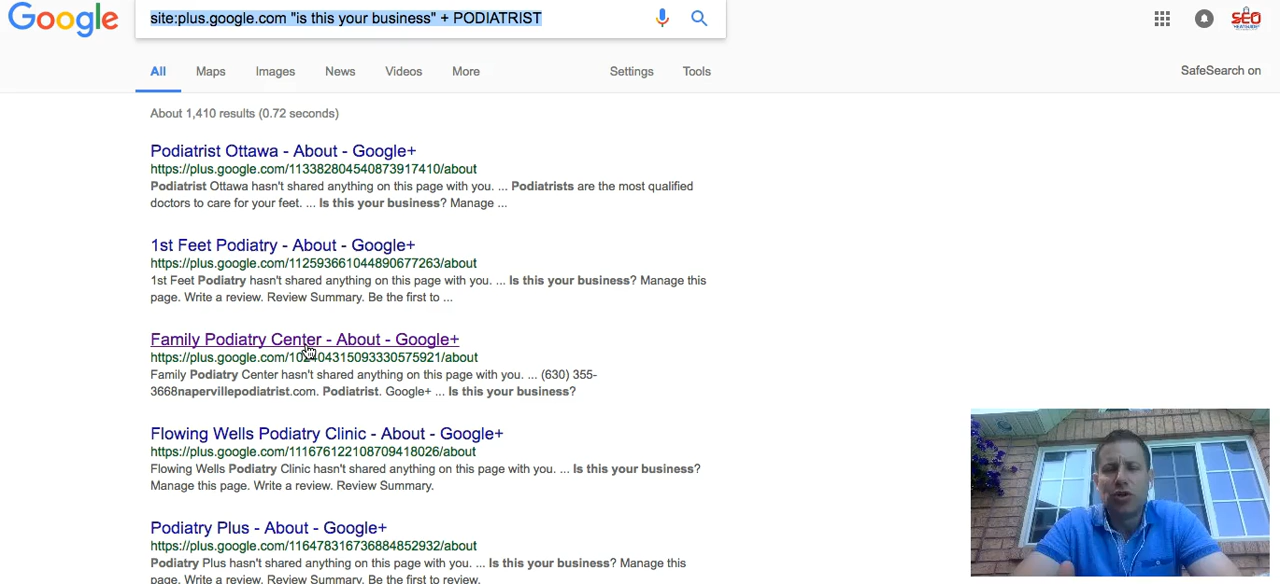 Google
site:plus.google.com "is this your business" + PODIATRIST
SEO
All Maps Images News Videos More Settings Tools
SafeSearch on
About 1,410 results (0.72 seconds)
Podiatrist Ottawa - About - Google+
https://plus.google.com/113382804540873917410/about
Podiatrist Ottawa hasn't shared anything on this page with you. ... Podiatrists are the most qualified
doctors to care for your feet. ... Is this your business? Manage ...
1st Feet Podiatry - About - Google+
https://plus.google.com/112593661044890677263/about
1st Feet Podiatry hasn't shared anything on this page with you. ... Is this your business? Manage this
page. Write a review. Review Summary. Be the first to ...
Family Podiatry Center - About - Google+
404315093330575921/about
Family Podiatry Center hasn't shared anything on this page with you. ... (630) 355-
3668napervillepodiatrist.com. Podiatrist. Google+ ... Is this your business?
Flowing Wells Podiatry Clinic - About - Google+
https://plus.google.com/111676122108709418026/about
Flowing Wells Podiatry Clinic hasn't shared anything on this page with you. ... Is this your business?
Manage this page. Write a review. Review Summary.
Podiatry Plus - About - Google+
https://plus.google.com/116478316736884852932/about
Podiatry Plus hasn't shared anything on this page with you. ... Is this your business? Manage this
page. Write a review. Review Summary. Be the first to review.